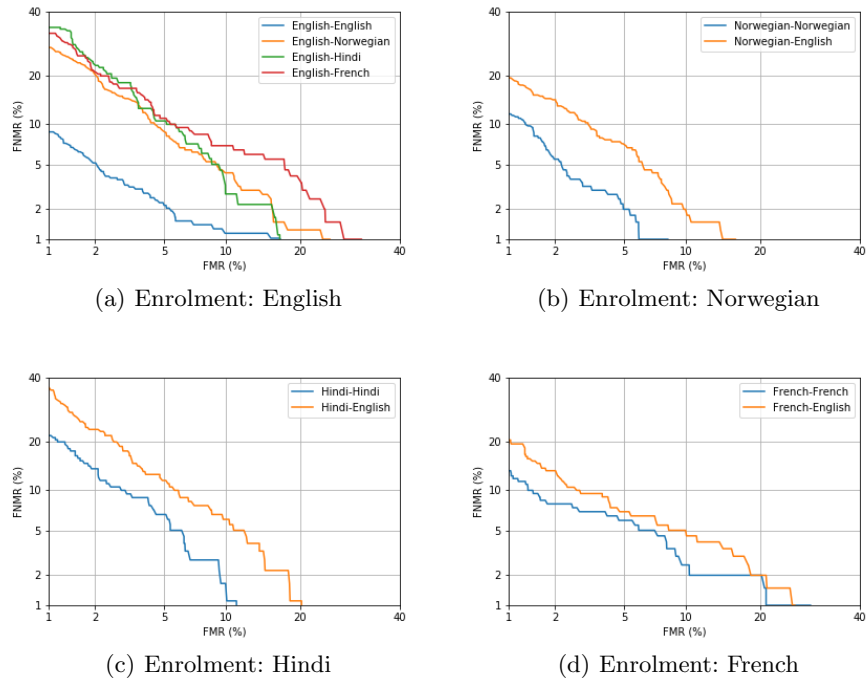 40
20
10
5
2
1
FNMR (%)
English-English
English-Norwegian
English-Hindi
English-French
1 2 5 10 20 40
FMR (%)
(a) Enrolment: English
40
20
10
5
2
1
FNMR (%)
Norwegian-Norwegian
Norwegian-English
1 2 5 10 20 40
FMR (%)
(b) Enrolment: Norwegian
40
20
10
5
2
1
FNMR (%)
Hindi-Hindi
Hindi-English
1 2 5 10 20 40
FMR (%)
(c) Enrolment: Hindi
40
20
10
5
2
1
FNMR (%)
French-French
French-English
1 2 5 10 20 40
FMR (%)
(d) Enrolment: French